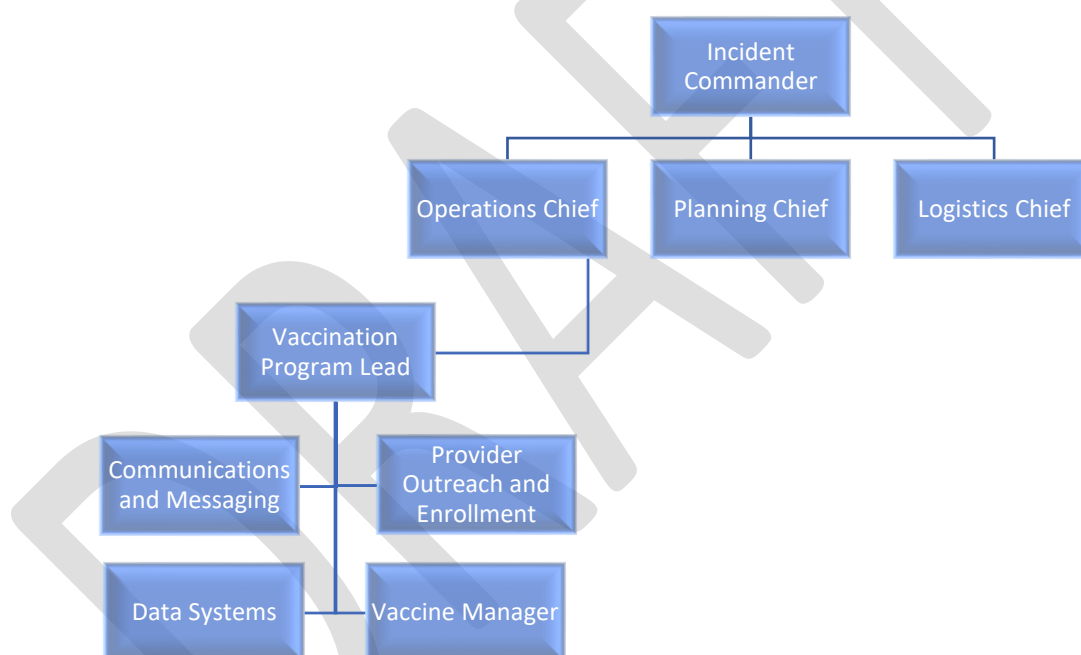 Incident
Commander
Operations Chief
Planning Chief
Logistics Chief
Vaccination
Program Lead
Communications
and Messaging
Provider
Outreach and
Enrollment
Data Systems
Vaccine Manager
DRAFT